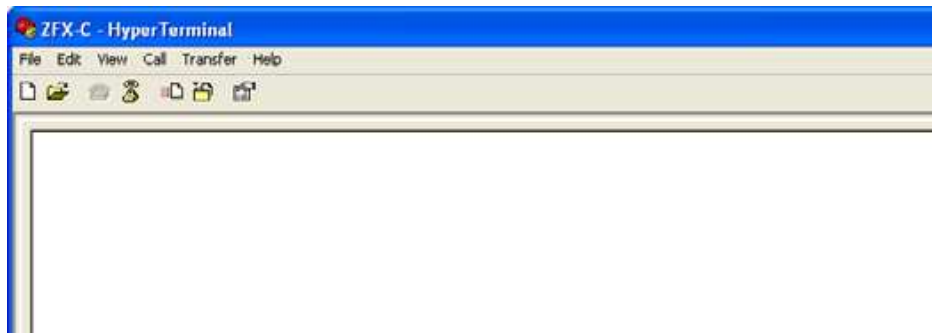 ZFX-C - HyperTerminal
File Edit View Call Transfer Help